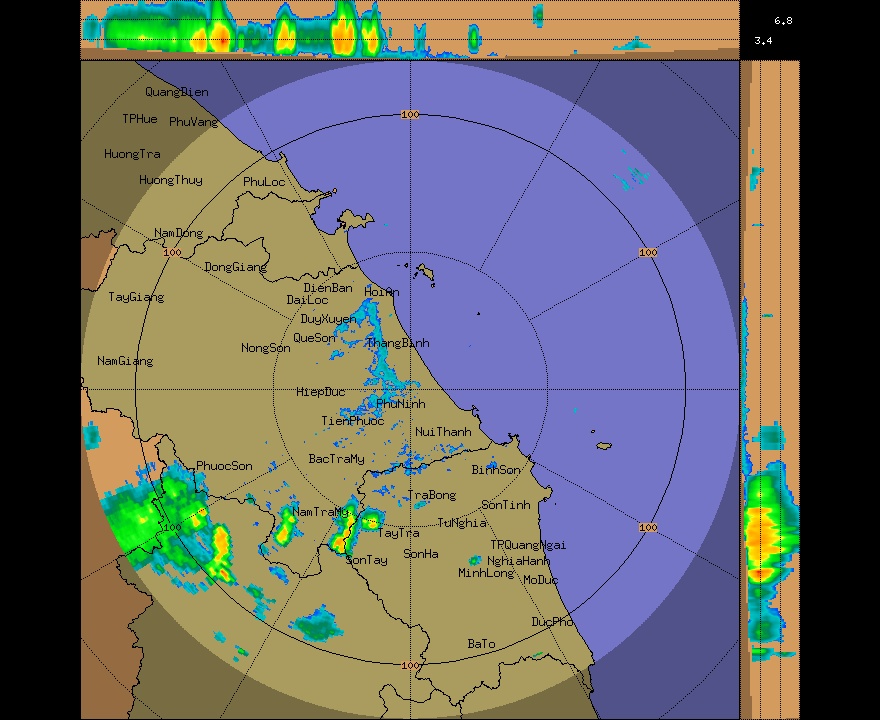 6.8
3.4
QuangDien
100
TPHue
PhuVang
HuongTra
HuongThuy
PhuLoc
NamDong
100
100
DongGiang
DienBan
HoiAn
TayGiang
DaiLoc
DuyXuyen
QueSon
ThangBinh
NongSon
NamGiang
HiepDuc
PhuNinh
TienPhuoc
NuiThanh
BacTraMy
PhuocSon
BinhSon
TraBong
SonTinh
NamTraMy
TuNghia
100
100
TayTra
TPQuangNgai
SonHa
SonTay
NghiaHanh
MinhLong
MoDuc
DucPho
BaTo
100